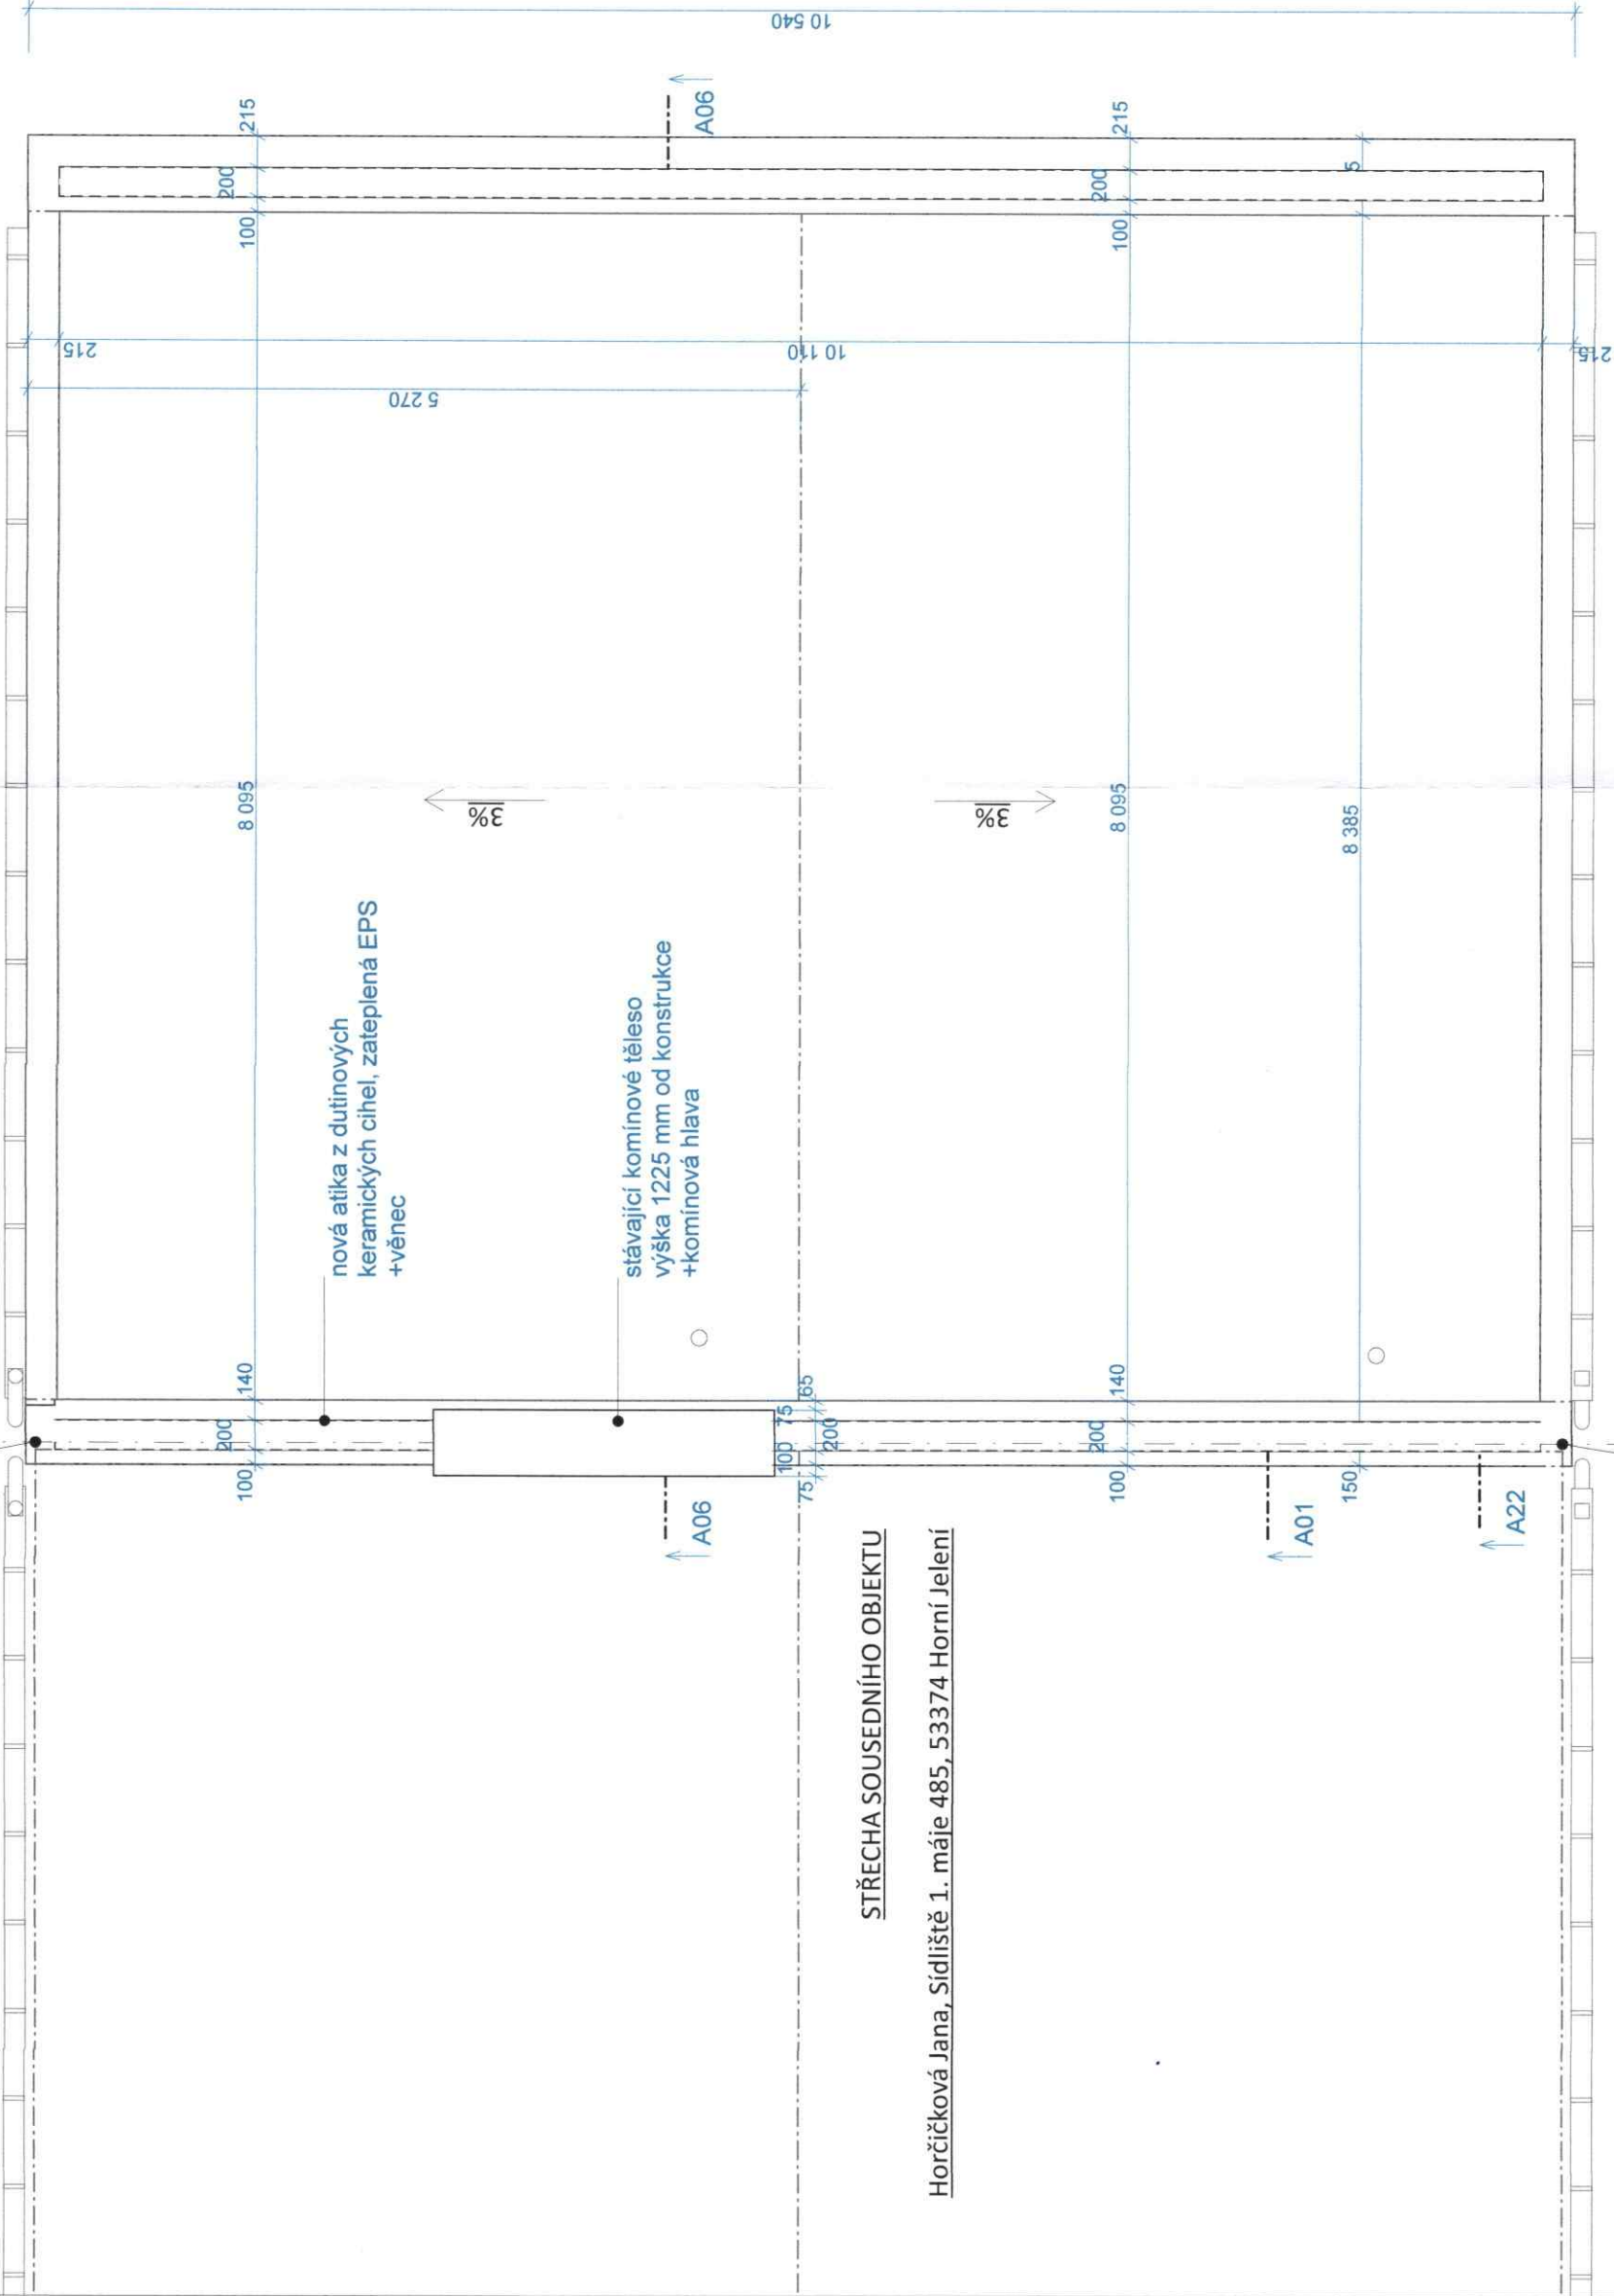 10 540
215
200
100
A06
215
200
100
5
215
10 110
215
5 270
8 095
3%
3%
8 095
8 385
nová atika z dutinových
keramických cihel, zateplená EPS
+věnec
stávající komínové těleso
výška 1225 mm od konstrukce
+komínová hlava
140
200
100
65
75
200
100
75
140
200
100
150
A06
A01
A22
STŘECHA SOUSEDNÍHO OBJEKTU
Horčičková Jana, Sídliště 1. máje 485, 53374 Horní Jelení